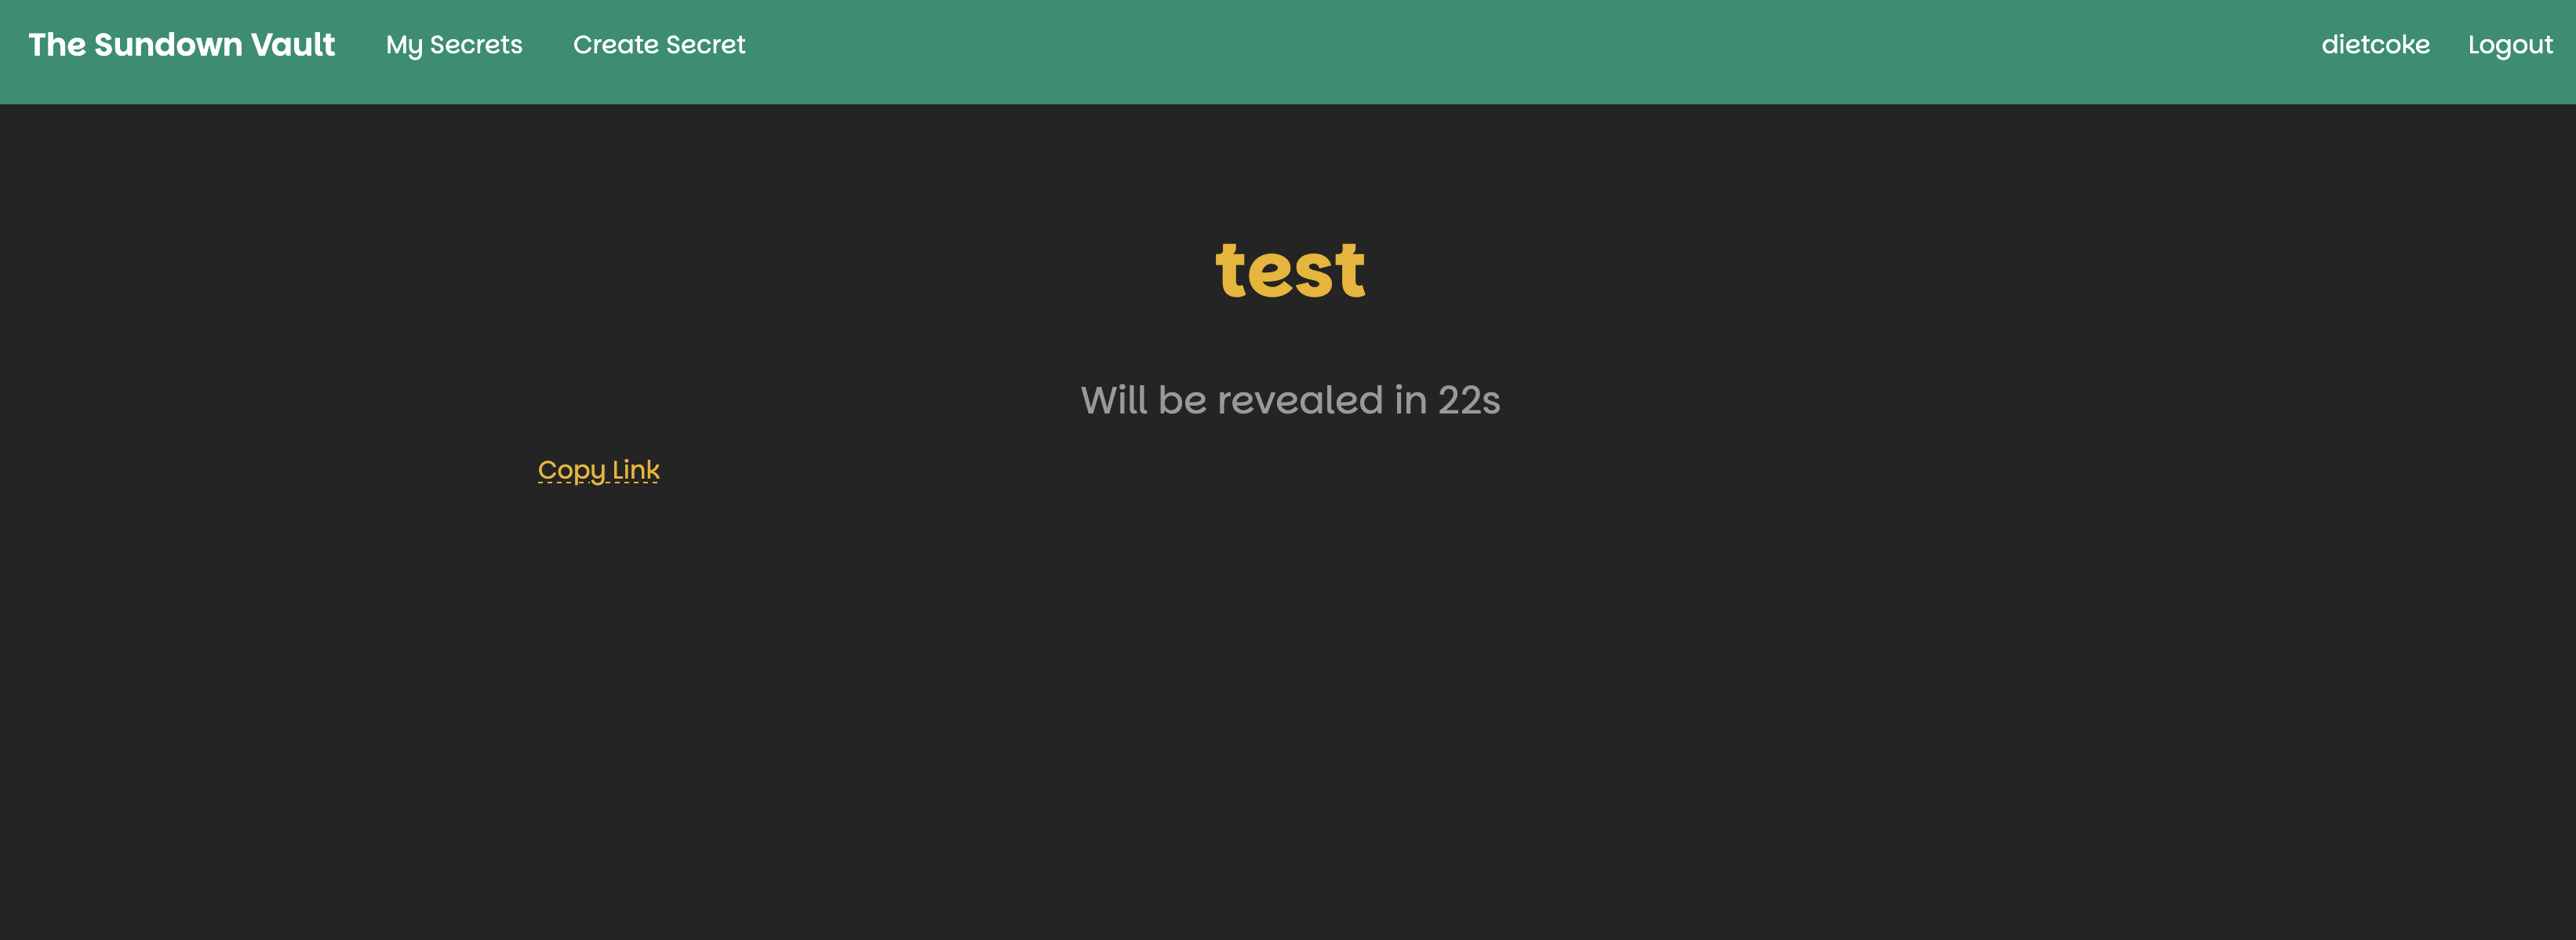 The Sundown Vault My Secrets Create Secret dietcoke Logout
test
Will be revealed in 22s
Copy Link